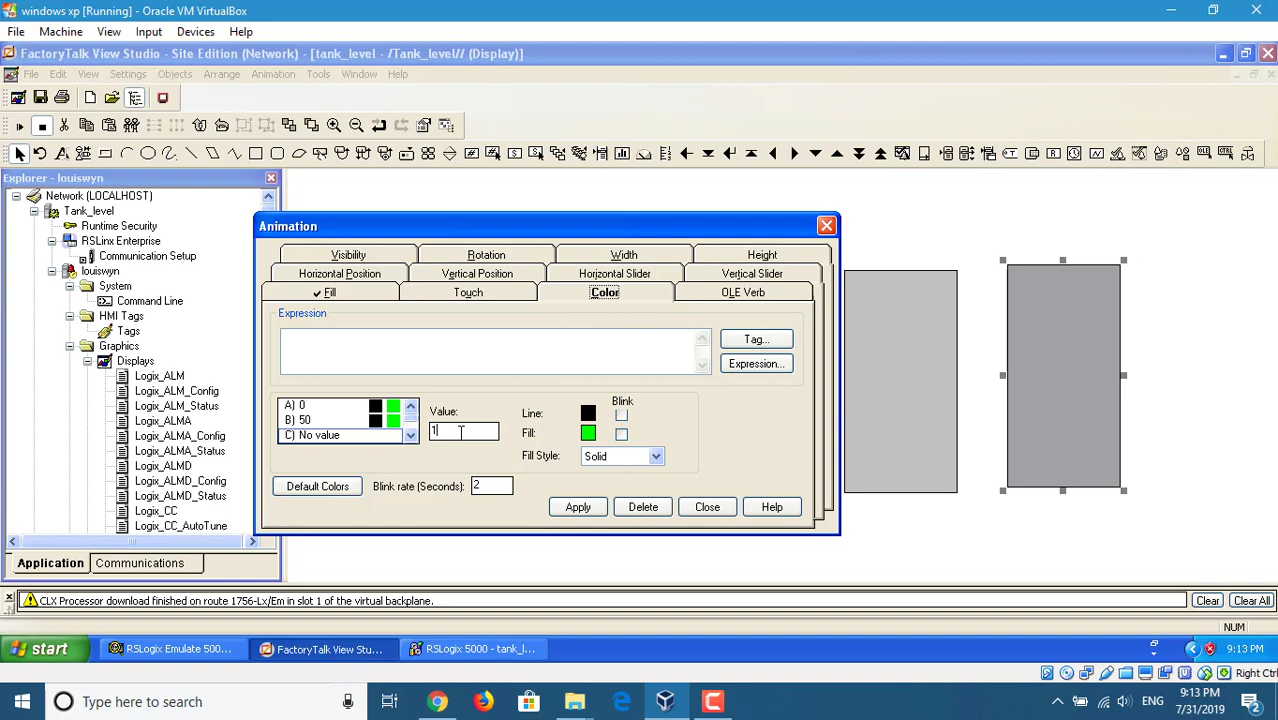 windows xp [Running] - Oracle VM VirtualBox
File Machine View Input Devices Help
FactoryTalk View Studio - Site Edition (Network) - [tank_level - /Tank_level// (Display)]
File Edit View Settings Objects Arrange Animation Tools Window Help
Explorer - louiswyn
Network (LOCALHOST)
Tank_level
Runtime Security
RSLinx Enterprise
Communication Setup
louiswyn
System
Command Line
HMI Tags
Tags
Graphics
Displays
Logix_ALM
Logix_ALM_Config
Logix_ALM_Status
Logix_ALMA
Logix_ALMA_Config
Logix_ALMA_Status
Logix_ALMD
Logix_ALMD_Config
Logix_ALMD_Status
Logix_CC
Logix_CC_AutoTune
Application Communications
Animation
Visibility Rotation Width Height
Horizontal Position Vertical Position Horizontal Slider Vertical Slider
Fill Touch Color OLE Verb
Expression
Tag...
Expression...
A) 0
B) 50
C) No value
Value:
1
Blink
Line:
Fill:
Fill Style: Solid
Default Colors Blink rate (Seconds): 2
Apply Delete Close Help
CLX Processor download finished on route 1756-Lx/Em in slot 1 of the virtual backplane.
Clear Clear All
NUM
start RSLogix Emulate 500... FactoryTalk View Stu... RSLogix 5000 - tank_l... 9:13 PM
Right Ctrl
Type here to search
ENG
9:13 PM
7/31/2019
2